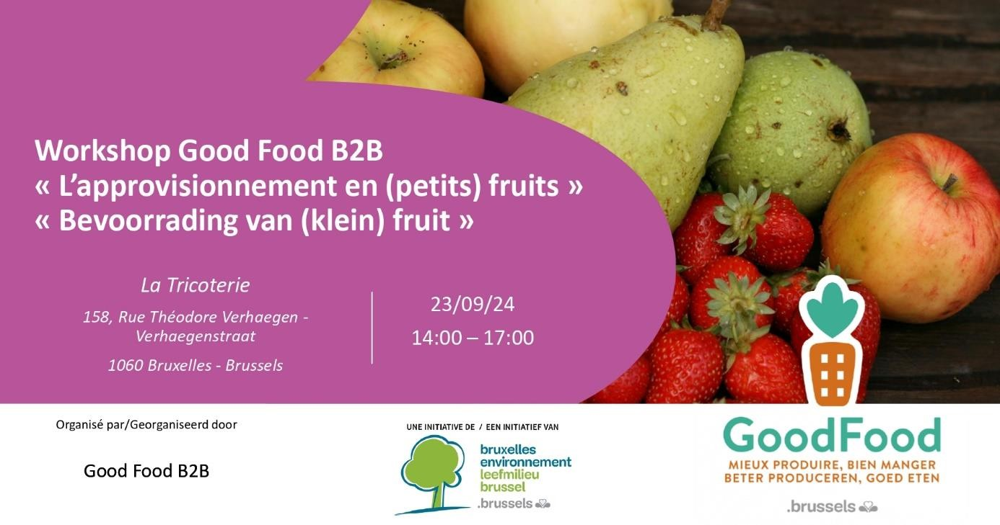 Workshop Good Food B2B
« L’approvisionnement en (petits) fruits »
« Bevoorrading van (klein) fruit »
La Tricoterie
158, Rue Théodore Verhaegen -
Verhaegenstraat
1060 Bruxelles - Brussels
23/09/24
14:00 – 17:00
Organisé par/Georganiseerd door
Good Food B2B
UNE INITIATIVE DE / EEN INITIATIEF VAN
bruxelles
environnement
leefmilieu
brussel
.brussels
GoodFood
MIEUX PRODUIRE, BIEN MANGER
BETER PRODUCEREN, GOED ETEN
.brussels